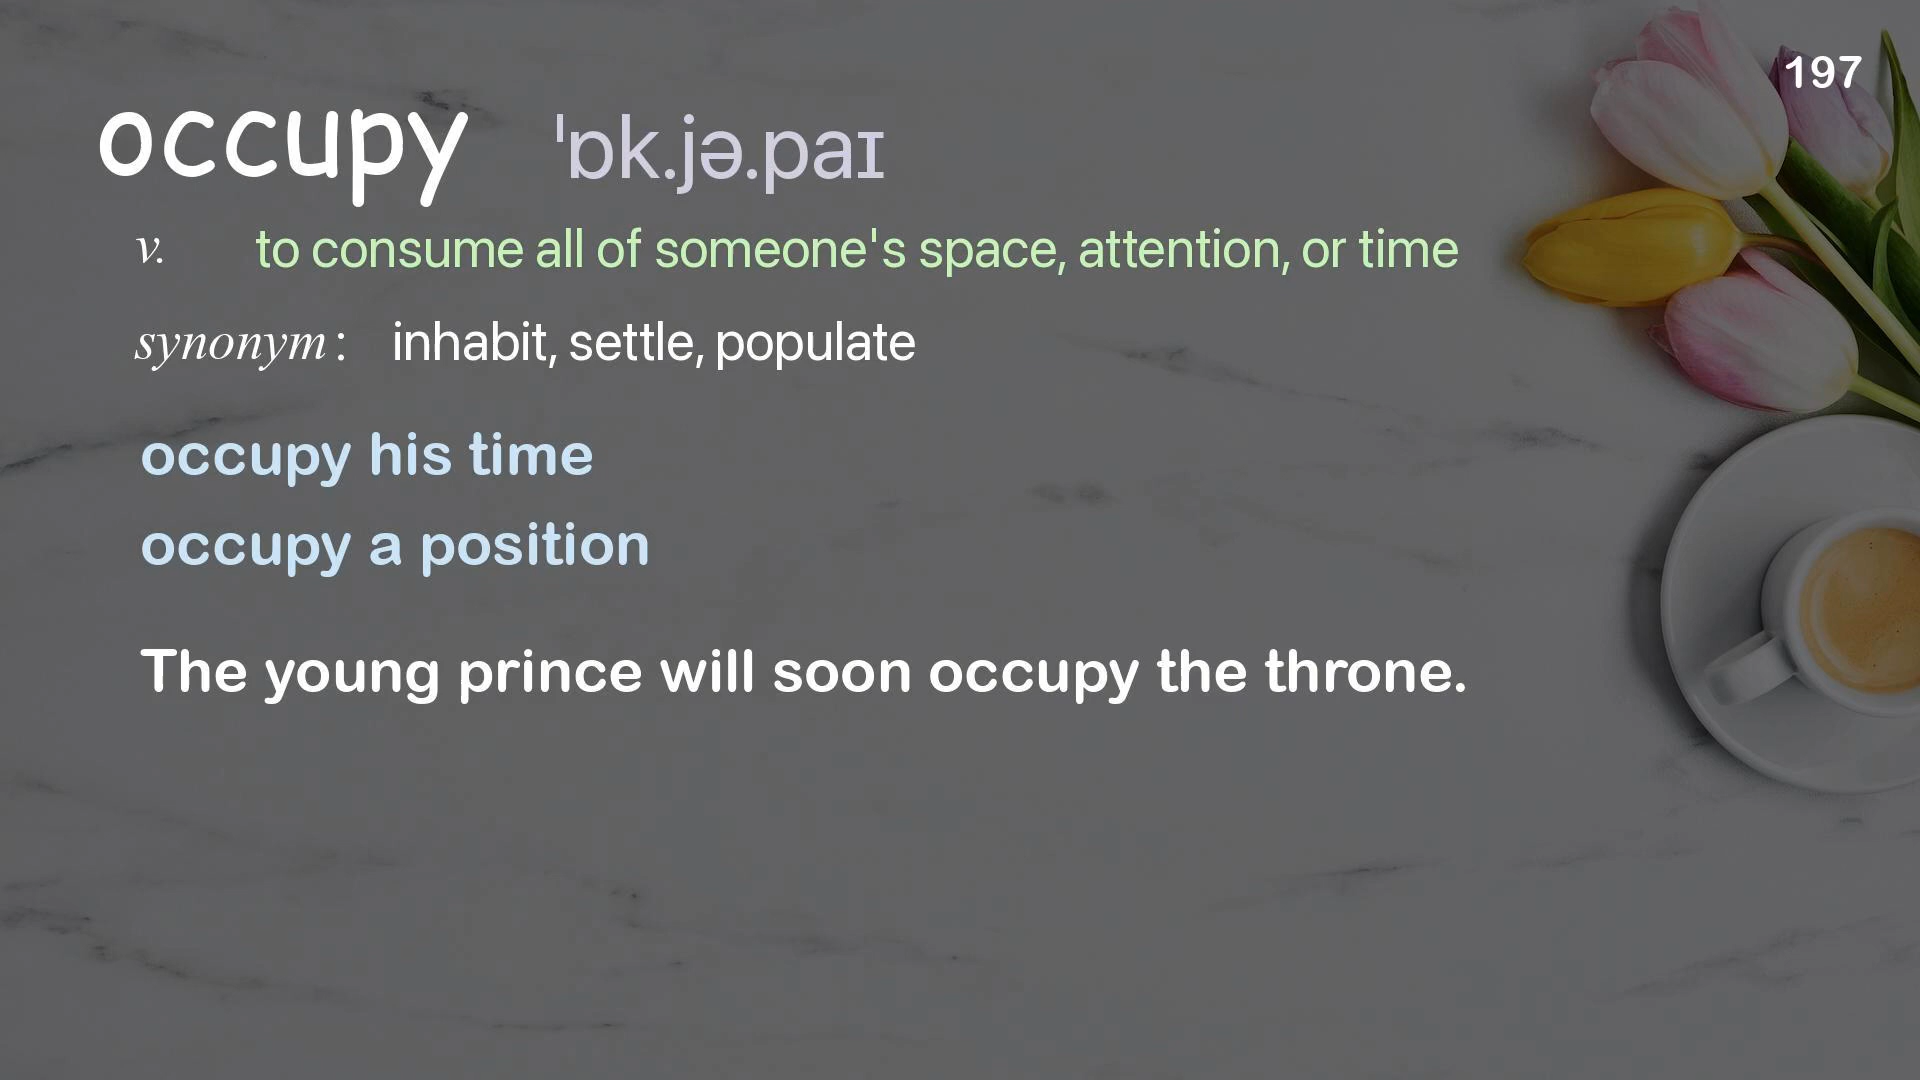 197
occupy ˈɒk.jə.paɪ
v. to consume all of someone's space, attention, or time
synonym: inhabit, settle, populate
occupy his time
occupy a position
The young prince will soon occupy the throne.